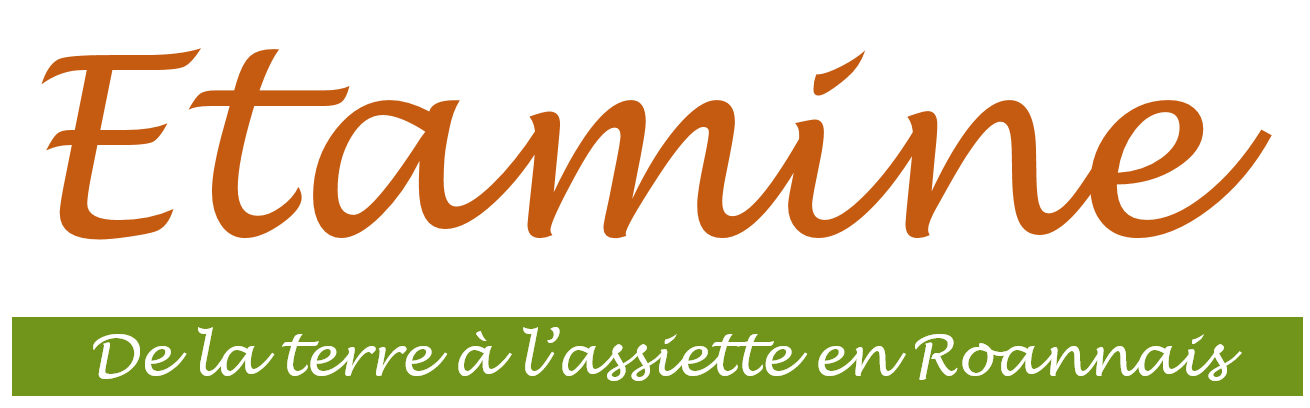 Etamine
De la terre à l'assiette en Roannais